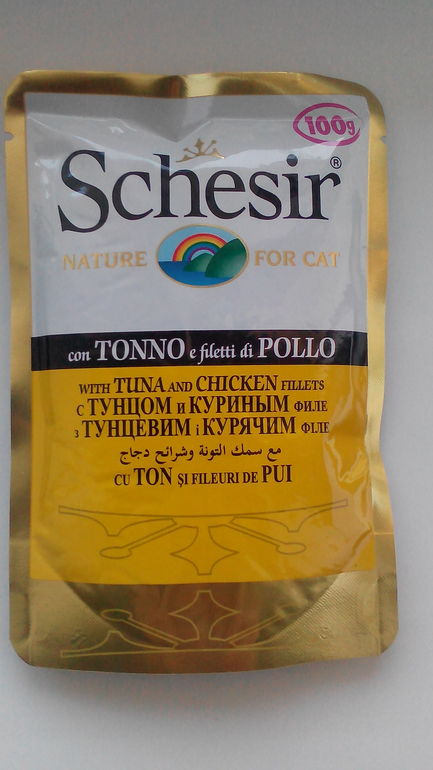 100g
Schesir®
NATURE FOR CAT
con TONNO e filetti di POLLO
WITH TUNA AND CHICKEN FILLETS
С ТУНЦОМ И КУРИНЫМ ФИЛЕ
З ТУНЦЕВИМ І КУРЯЧИМ ФІЛЕ
مع سمك التونة وشرائح دجاج
CU TON ȘI FILEURI DE PUI